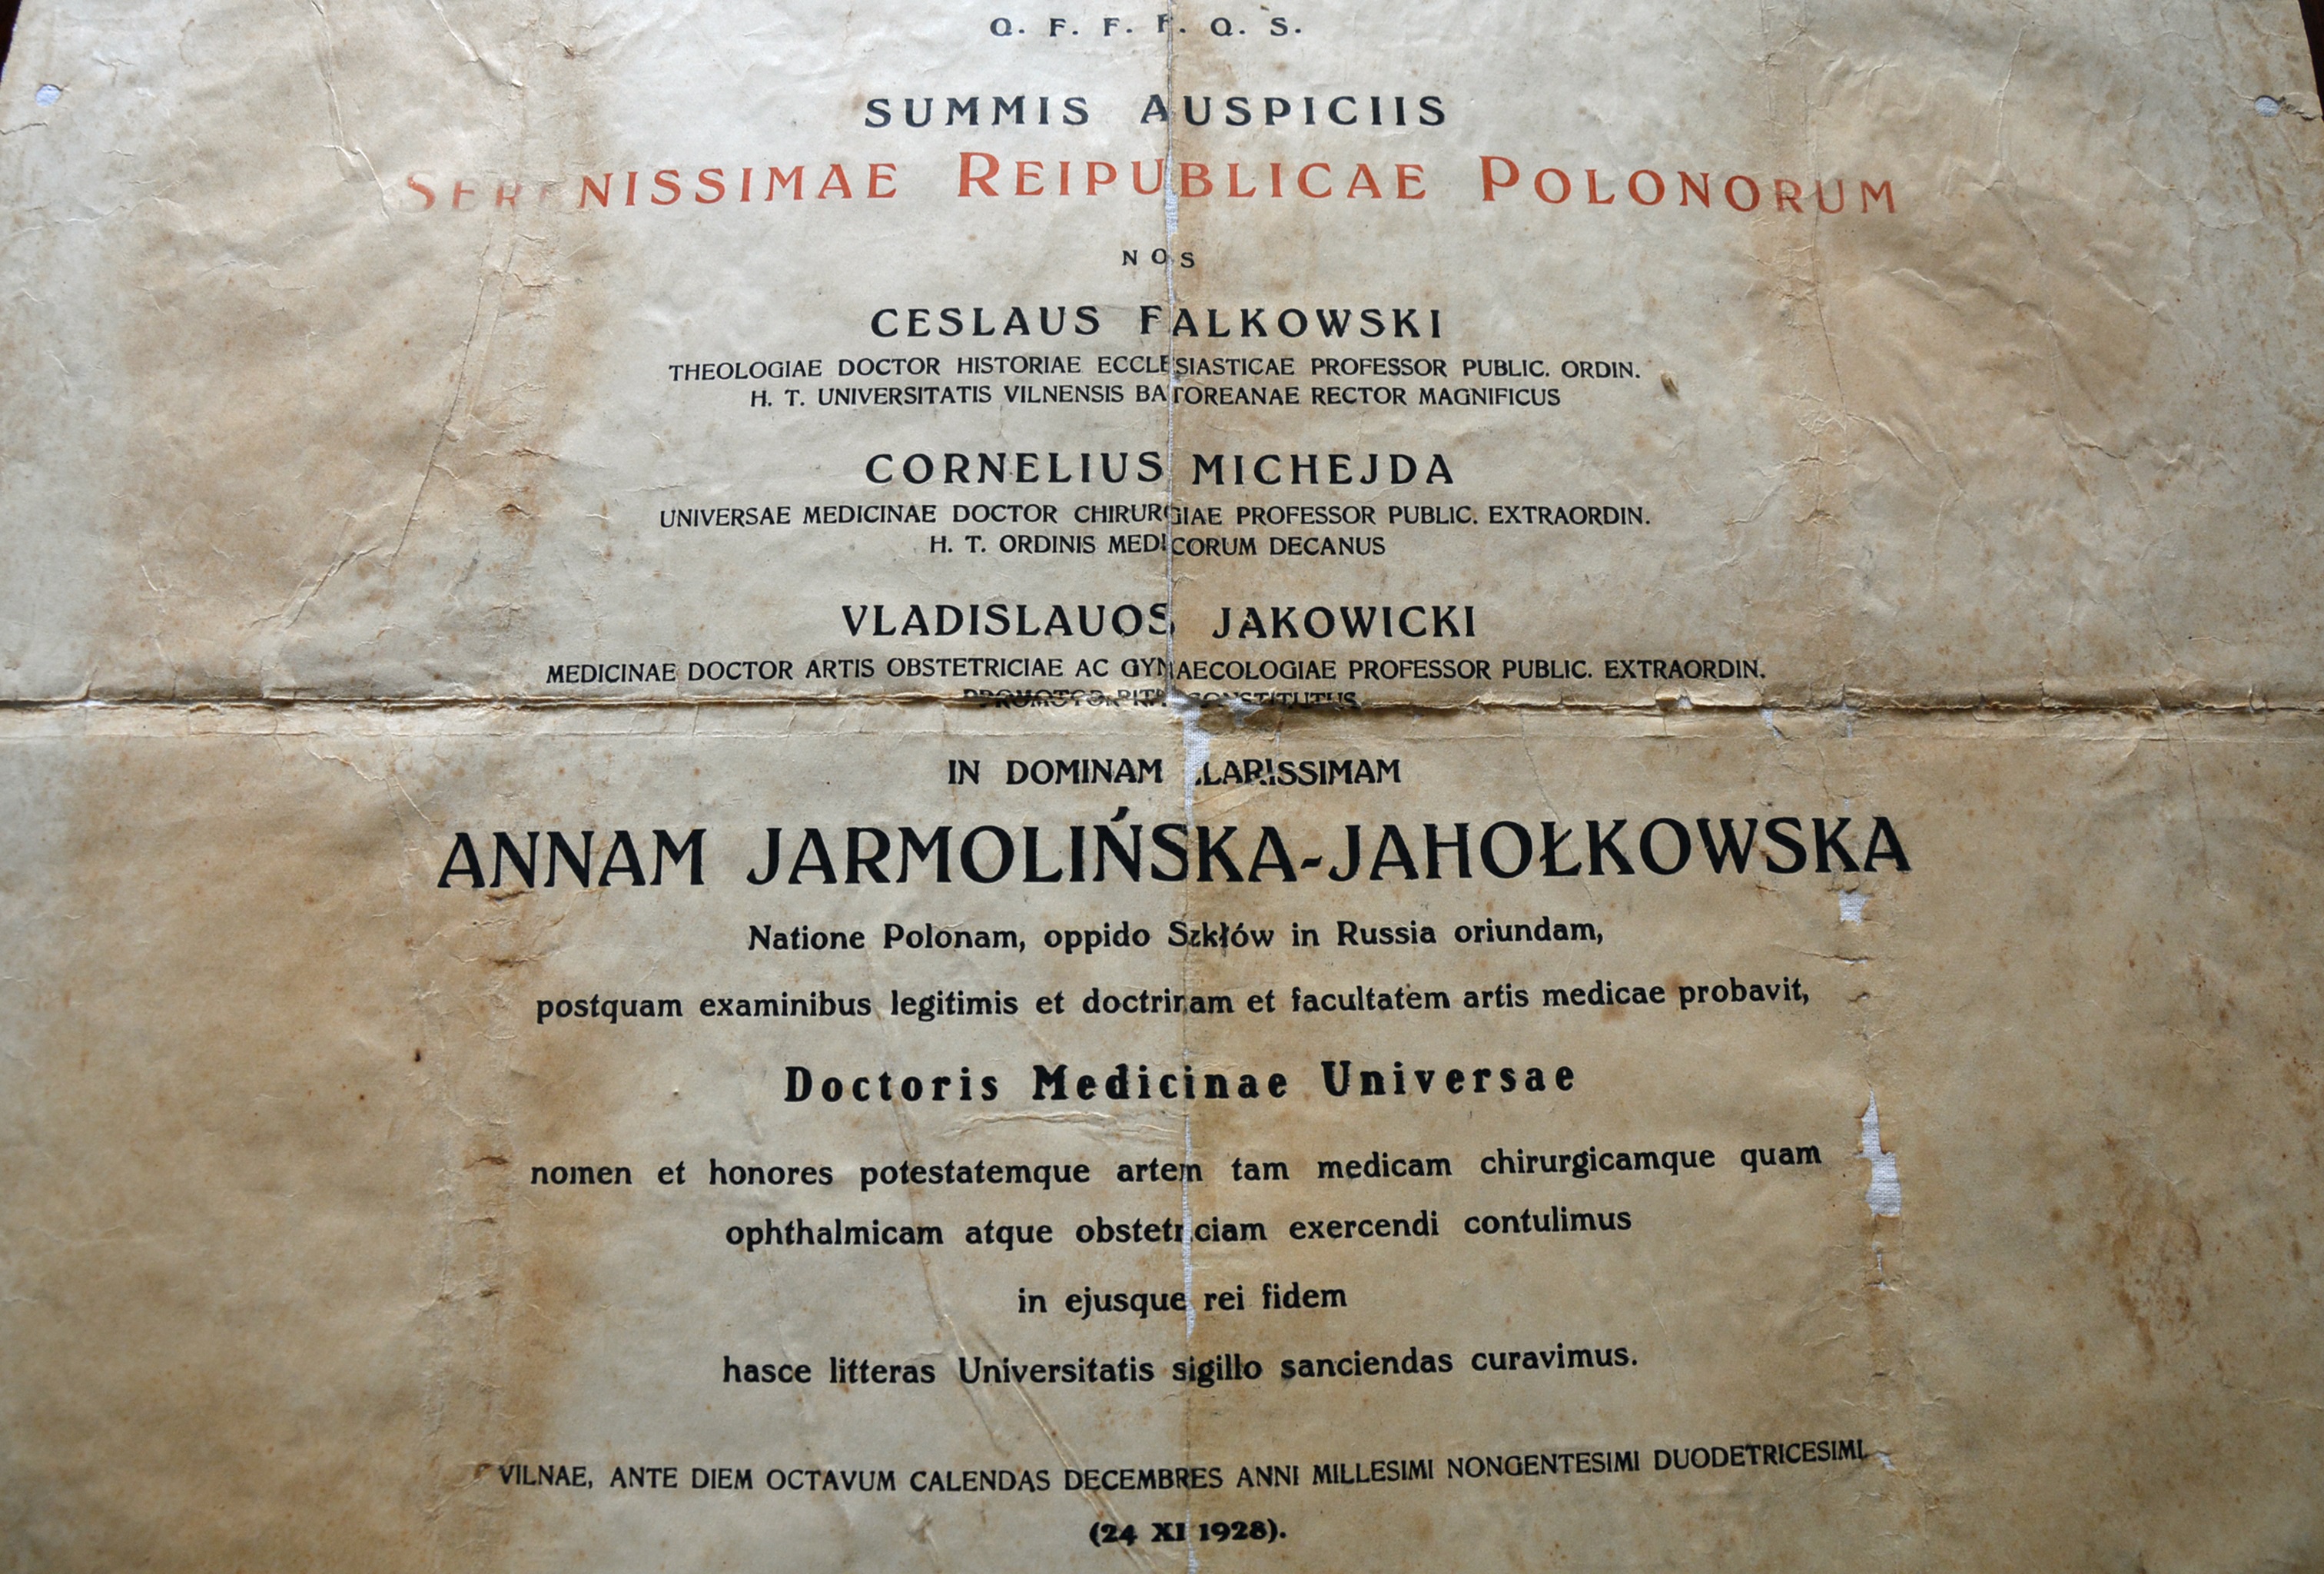 Q. F. F. F. Q. S.
SUMMIS AUSPICIIS
SERENISSIMAE REIPUBLICAE POLONORUM
NOS
CESLAUS FALKOWSKI
THEOLOGIAE DOCTOR HISTORIAE ECCLESIASTICAE PROFESSOR PUBLIC. ORDIN.
H. T. UNIVERSITATIS VILNENSIS BATOREANAE RECTOR MAGNIFICUS
CORNELIUS MICHEJDA
UNIVERSAE MEDICINAE DOCTOR CHIRURGIAE PROFESSOR PUBLIC. EXTRAORDIN.
H. T. ORDINIS MEDICORUM DECANUS
VLADISLAUOS JAKOWICKI
MEDICINAE DOCTOR ARTIS OBSTETRICIAE AC GYNAECOLOGIAE PROFESSOR PUBLIC. EXTRAORDIN.
PROMOTOR RITE CONSTITUTUS
IN DOMINAM CLARISSIMAM
ANNAM JARMOLIŃSKA-JAHOŁKOWSKA
Natione Polonam, oppido Szkłów in Russia oriundam,
postquam examinibus legitimis et doctrinam et facultatem artis medicae probavit,
Doctoris Medicinae Universae
nomen et honores potestatemque artem tam medicam chirurgicamque quam
ophthalmicam atque obstetriciam exercendi contulimus
in ejusque rei fidem
hasce litteras Universitatis sigillo sanciendas curavimus.
VILNAE, ANTE DIEM OCTAVUM CALENDAS DECEMBRES ANNI MILLESIMI NONGENTESIMI DUODETRICESIMI.
(24 XI 1928).